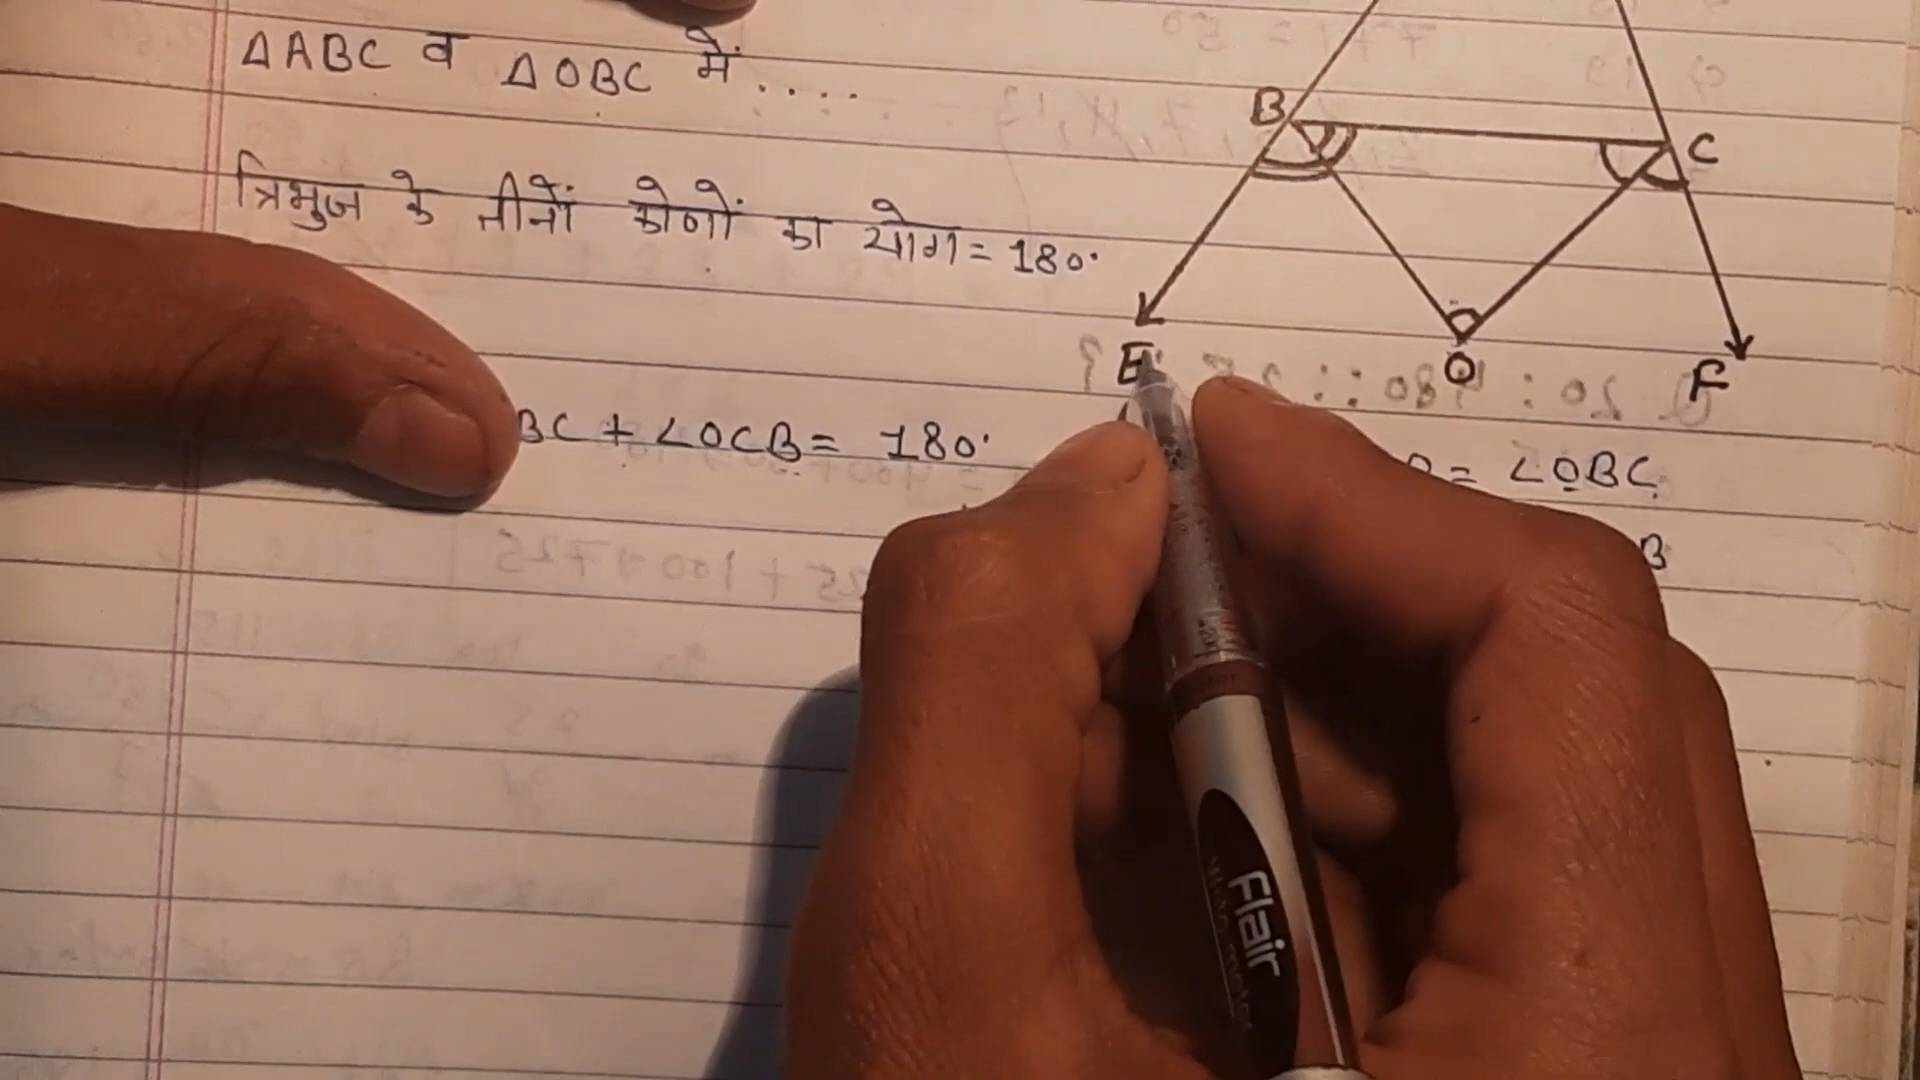 ΔABC व ΔOBC में....
त्रिभुज के तीनों कोणों का योग = 180°
BC + ∠OCB = 180°
B
C
E
O
F
= ∠OBC
B
Flair